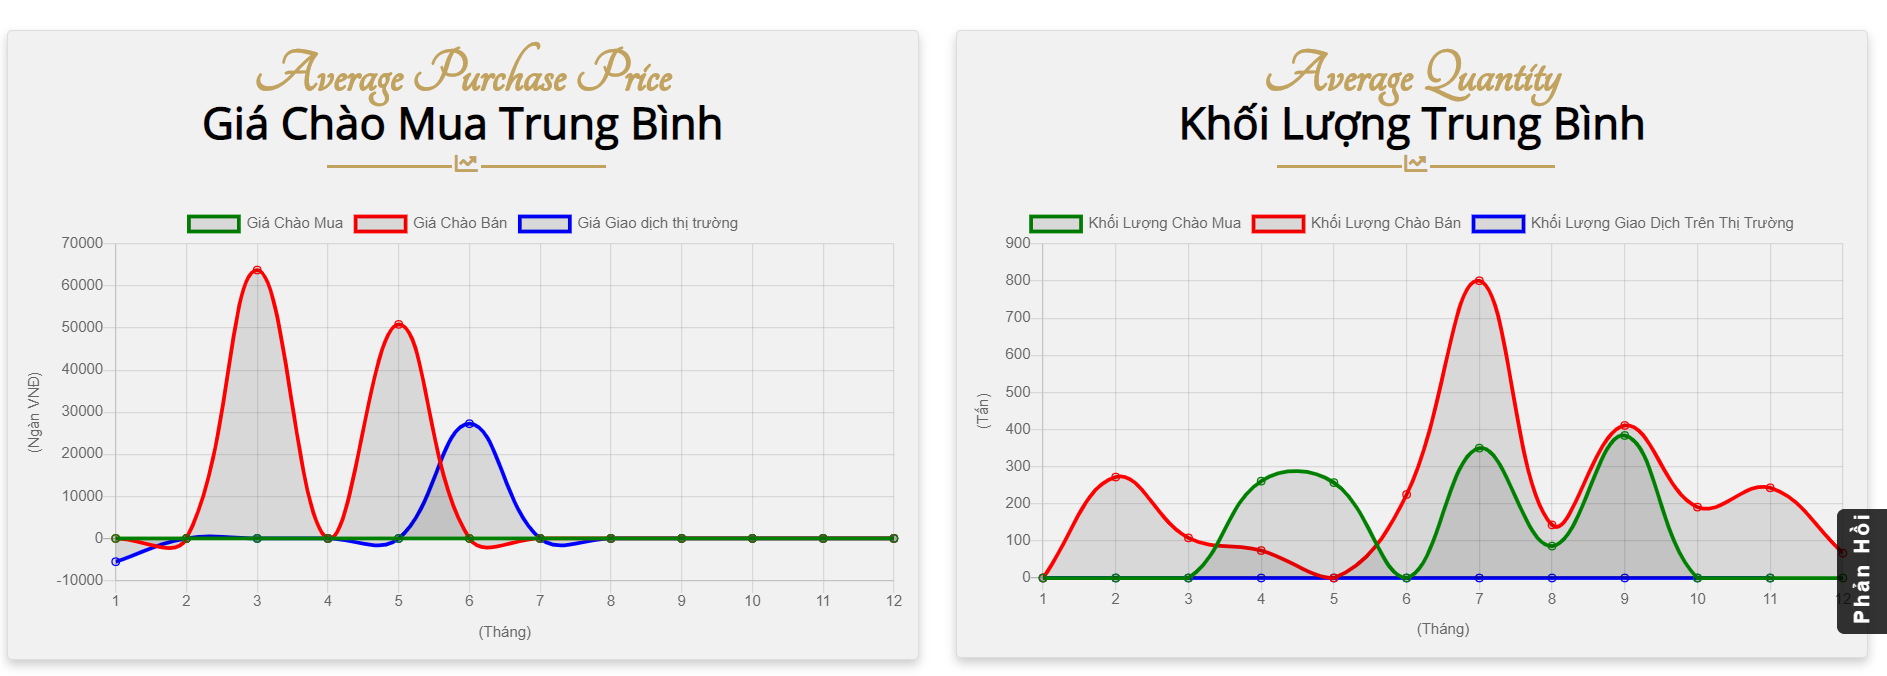 Average Purchase Price
Giá Chào Mua Trung Bình
Giá Chào Mua Giá Chào Bán Giá Giao dịch thị trường
70000
60000
50000
40000
30000
20000
10000
0
-10000
(Ngàn VNĐ)
1 2 3 4 5 6 7 8 9 10 11 12
(Tháng)
Average Quantity
Khối Lượng Trung Bình
Khối Lượng Chào Mua Khối Lượng Chào Bán Khối Lượng Giao Dịch Trên Thị Trường
900
800
700
600
500
400
300
200
100
0
(Tấn)
1 2 3 4 5 6 7 8 9 10 11 12
(Tháng)
Phản Hồi